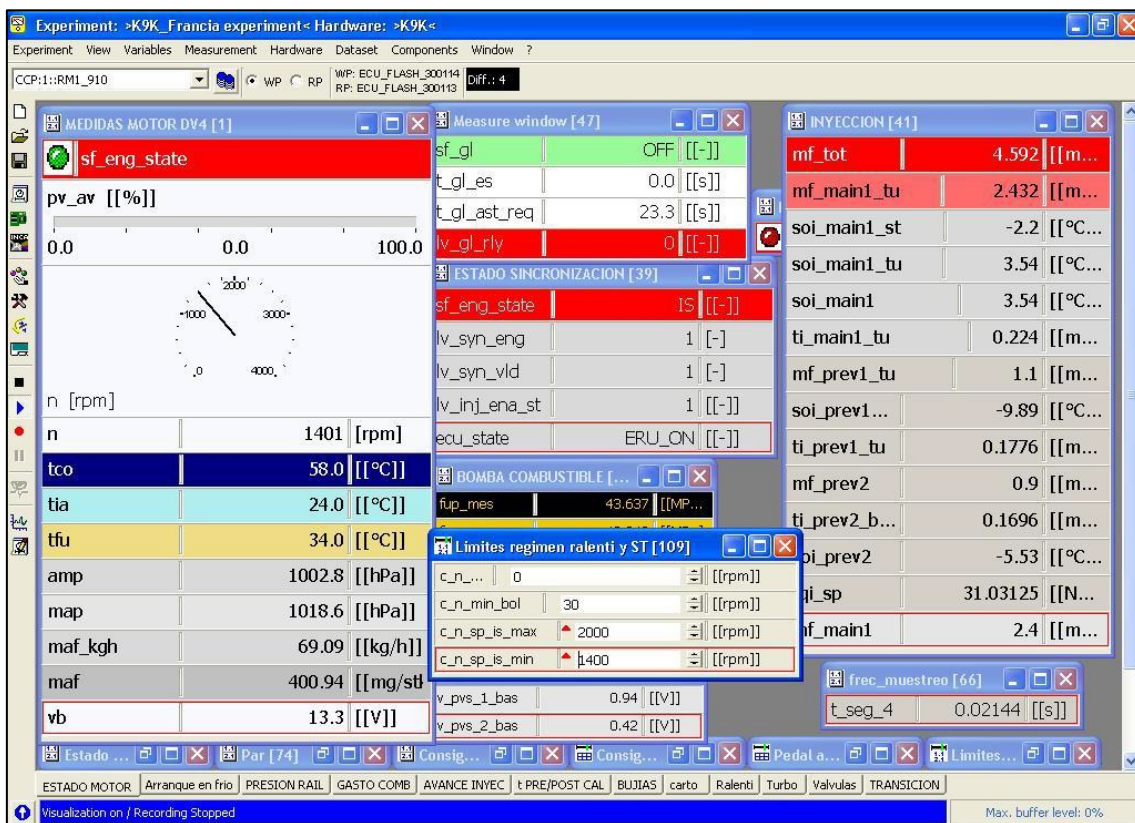 Experiment: >K9K_Francia experiment< Hardware: >K9K<
Experiment View Variables Measurement Hardware Dataset Components Window ?
CCP:1::RM1_910 WP RP WP: ECU_FLASH_300114 Diff.: 4
RP: ECU_FLASH_300113
MEDIDAS MOTOR DV4 [1]
sf_eng_state
pv_av [[%]]
0.0 0.0 100.0
2000
1000 3000
0 4000
n [rpm]
n 1401 [rpm]
tco 58.0 [[°C]]
tia 24.0 [[°C]]
tfu 34.0 [[°C]]
amp 1002.8 [[hPa]]
map 1018.6 [[hPa]]
maf_kgh 69.09 [[kg/h]]
maf 400.94 [[mg/stk
vb 13.3 [[V]]
Measure window [47]
sf_gl OFF [[-]]
t_gl_es 0.0 [[s]]
t_gl_ast_req 23.3 [[s]]
lv_gl_rly 0 [[-]]
ESTADO SINCRONIZACION [39]
sf_eng_state IS [[-]]
lv_syn_eng 1 [-]
lv_syn_vld 1 [-]
lv_inj_ena_st 1 [[-]]
ecu_state ERU_ON [[-]]
BOMBA COMBUSTIBLE [...
fup_mes 43.637 [[MP...
Limites regimen ralenti y ST [109]
c_n_... 0 [[rpm]]
c_n_min_bol 30 [[rpm]]
c_n_sp_is_max 2000 [[rpm]]
c_n_sp_is_min 1400 [[rpm]]
v_pvs_1_bas 0.94 [[V]]
v_pvs_2_bas 0.42 [[V]]
INYECCION [41]
mf_tot 4.592 [[m...
mf_main1_tu 2.432 [[m...
soi_main1_st -2.2 [[°C...
soi_main1_tu 3.54 [[°C...
soi_main1 3.54 [[°C...
ti_main1_tu 0.224 [[m...
mf_prev1_tu 1.1 [[m...
soi_prev1... -9.89 [[°C...
ti_prev1_tu 0.1776 [[m...
mf_prev2 0.9 [[m...
ti_prev2_b... 0.1696 [[m...
oi_prev2 -5.53 [[°C...
qi_sp 31.03125 [[N...
mf_main1 2.4 [[m...
frec_muestreo [66]
t_seg_4 0.02144 [[s]]
Estado ... Par [74] Consig... Consig... Pedal a... Limites...
ESTADO MOTOR Arranque en frio PRESION RAIL GASTO COMB AVANCE INYEC t PRE/POST CAL BUJIAS carto Ralenti Turbo Valvulas TRANSICION
Visualization on / Recording Stopped Max. buffer level: 0%